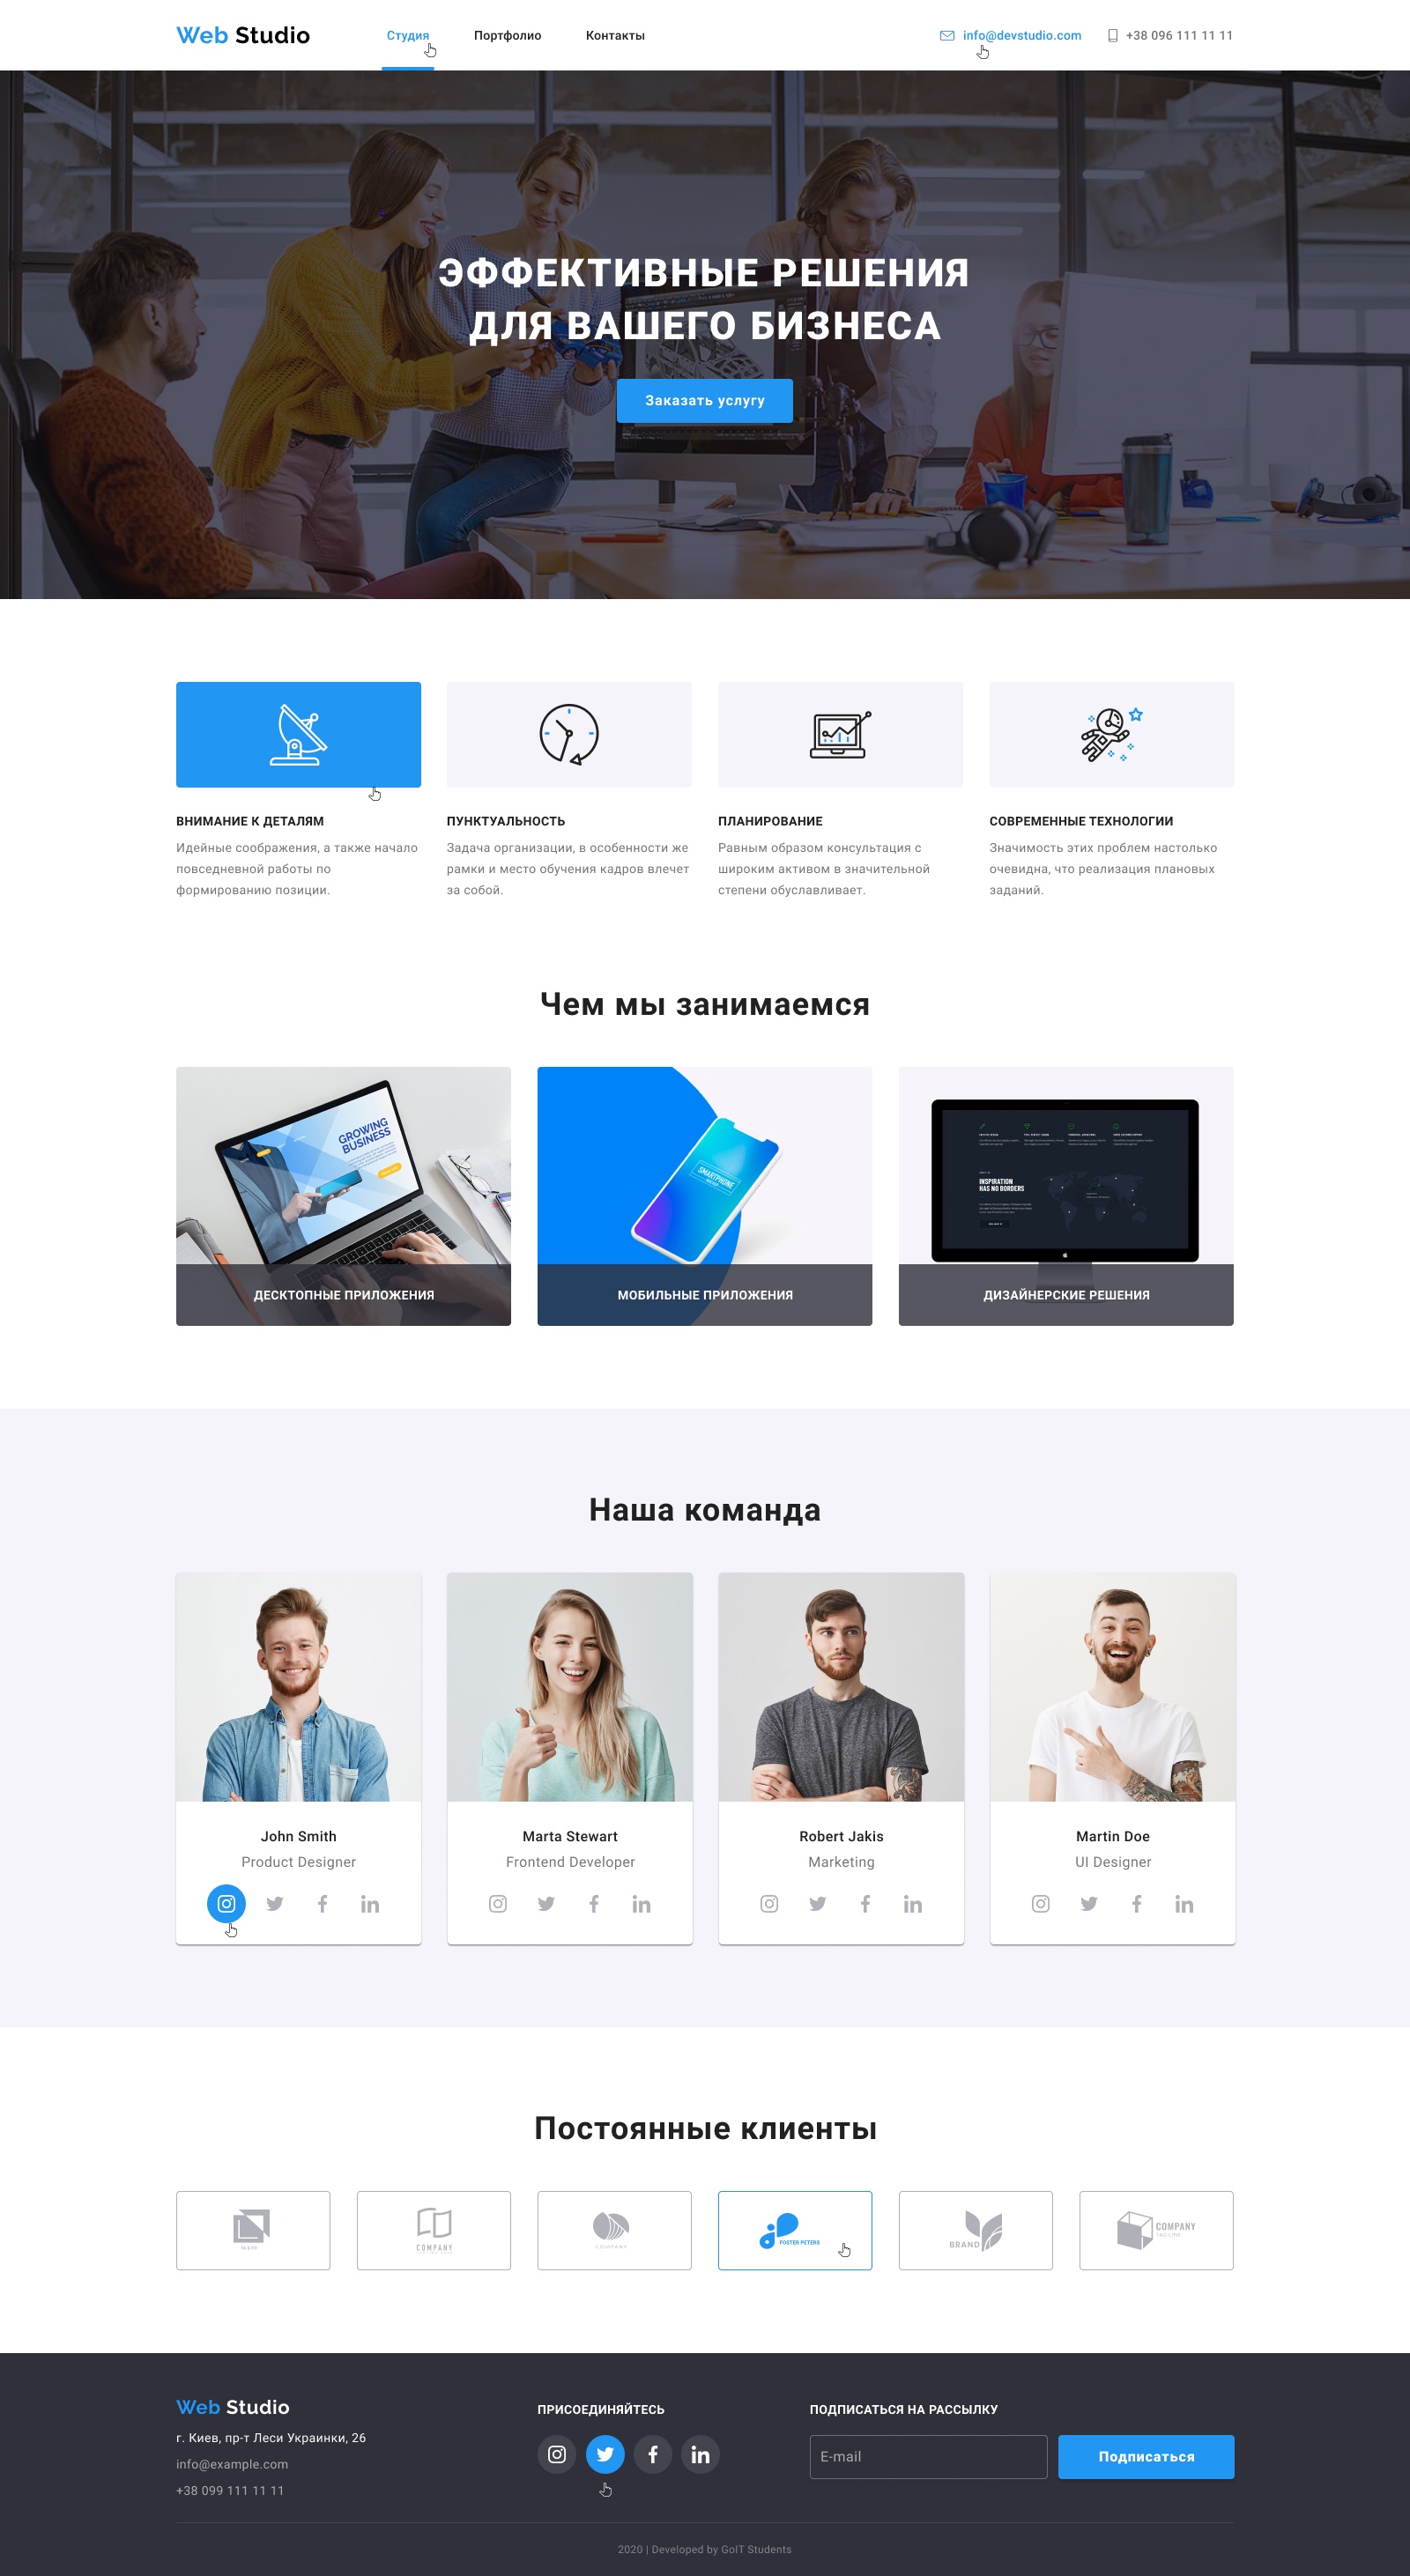 Web Studio
Студия
Портфолио
Контакты
info@devstudio.com
+38 096 111 11 11
ЭФФЕКТИВНЫЕ РЕШЕНИЯ
ДЛЯ ВАШЕГО БИЗНЕСА
Заказать услугу
ВНИМАНИЕ К ДЕТАЛЯМ
Идейные соображения, а также начало
повседневной работы по
формированию позиции.
ПУНКТУАЛЬНОСТЬ
Задача организации, в особенности же
рамки и место обучения кадров влечет
за собой.
ПЛАНИРОВАНИЕ
Равным образом консультация с
широким активом в значительной
степени обуславливает.
СОВРЕМЕННЫЕ ТЕХНОЛОГИИ
Значимость этих проблем настолько
очевидна, что реализация плановых
заданий.
Чем мы занимаемся
GROWING
BUSINESS
ДЕСКТОПНЫЕ ПРИЛОЖЕНИЯ
SMARTPHONE
МОБИЛЬНЫЕ ПРИЛОЖЕНИЯ
INSPIRATION
HAS NO BORDERS
ДИЗАЙНЕРСКИЕ РЕШЕНИЯ
Наша команда
John Smith
Product Designer
Marta Stewart
Frontend Developer
Robert Jakis
Marketing
Martin Doe
UI Designer
Постоянные клиенты
COMPANY
COMPANY
FOSTER PETERS
BRAND
COMPANY
TAG LINE
Web Studio
г. Киев, пр-т Леси Украинки, 26
info@example.com
+38 099 111 11 11
ПРИСОЕДИНЯЙТЕСЬ
ПОДПИСАТЬСЯ НА РАССЫЛКУ
E-mail
Подписаться
2020 | Developed by GoIT Students